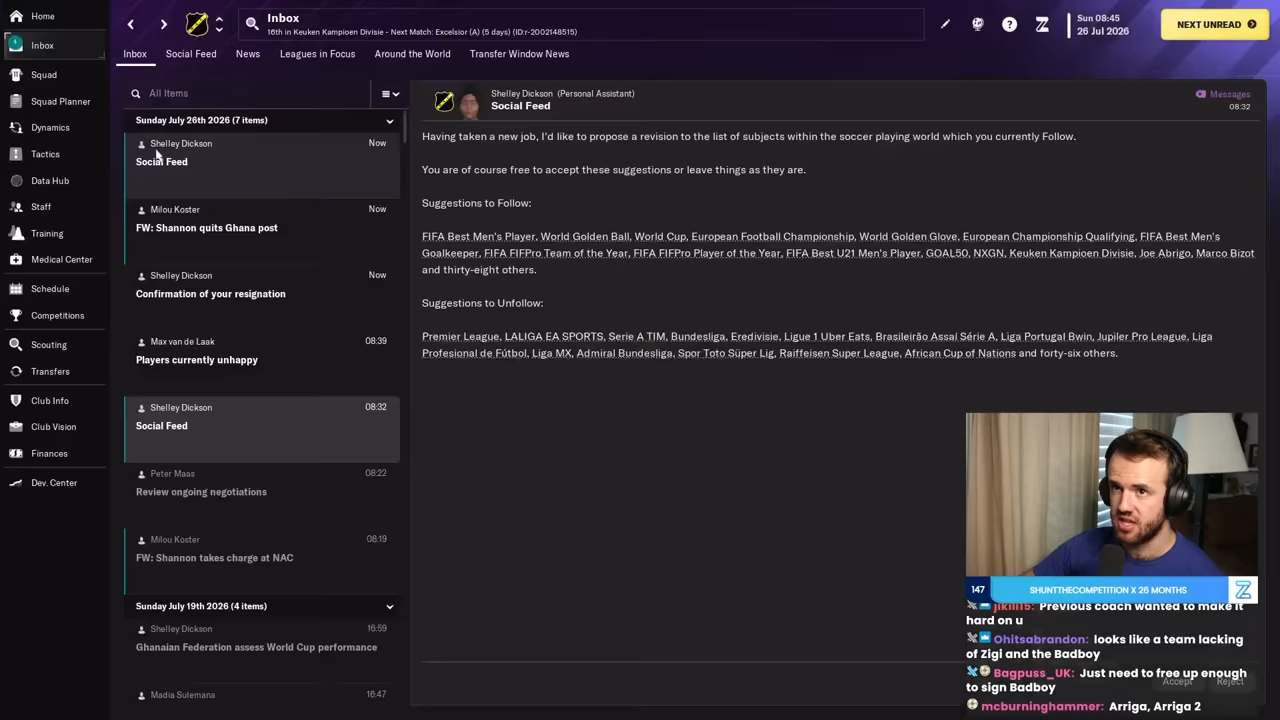 Home
Inbox
Squad
Squad Planner
Dynamics
Tactics
Data Hub
Staff
Training
Medical Center
Schedule
Competitions
Scouting
Transfers
Club Info
Club Vision
Finances
Dev. Center
Inbox
16th in Keuken Kampioen Divisie - Next Match: Excelsior (A) (5 days) (ID:r-2002148515)
Sun 08:45
26 Jul 2026
NEXT UNREAD
Inbox
Social Feed
News
Leagues in Focus
Around the World
Transfer Window News
All Items
Sunday July 26th 2026 (7 items)
Shelley Dickson Now
Social Feed
Milou Koster Now
FW: Shannon quits Ghana post
Shelley Dickson Now
Confirmation of your resignation
Max van de Laak 08:39
Players currently unhappy
Shelley Dickson 08:32
Social Feed
Peter Maas 08:22
Review ongoing negotiations
Milou Koster 08:19
FW: Shannon takes charge at NAC
Sunday July 19th 2026 (4 items)
Shelley Dickson 16:59
Ghanaian Federation assess World Cup performance
Madia Sulemana 16:47
Shelley Dickson (Personal Assistant)
Social Feed
Messages
08:32
Having taken a new job, I'd like to propose a revision to the list of subjects within the soccer playing world which you currently Follow.
You are of course free to accept these suggestions or leave things as they are.
Suggestions to Follow:
FIFA Best Men's Player, World Golden Ball, World Cup, European Football Championship, World Golden Glove, European Championship Qualifying, FIFA Best Men's
Goalkeeper, FIFA FIFPro Team of the Year, FIFA FIFPro Player of the Year, FIFA Best U21 Men's Player, GOAL50, NXGN, Keuken Kampioen Divisie, Joe Abrigo, Marco Bizot
and thirty-eight others.
Suggestions to Unfollow:
Premier League, LALIGA EA SPORTS, Serie A TIM, Bundesliga, Eredivisie, Ligue 1 Uber Eats, Brasileirão Assaí Série A, Liga Portugal Bwin, Jupiler Pro League, Liga
Profesional de Fútbol, Liga MX, Admiral Bundesliga, Spor Toto Süper Lig, Raiffeisen Super League, African Cup of Nations and forty-six others.
147 SHUNTTHECOMPETITION X 26 MONTHS
jikill15: Previous coach wanted to make it
hard on u
Ohitsabrandon: looks like a team lacking
of Zigi and the Badboy
Bagpuss_UK: Just need to free up enough
to sign Badboy
mcburninghammer: Arriga, Arriga 2
Accept
Reject